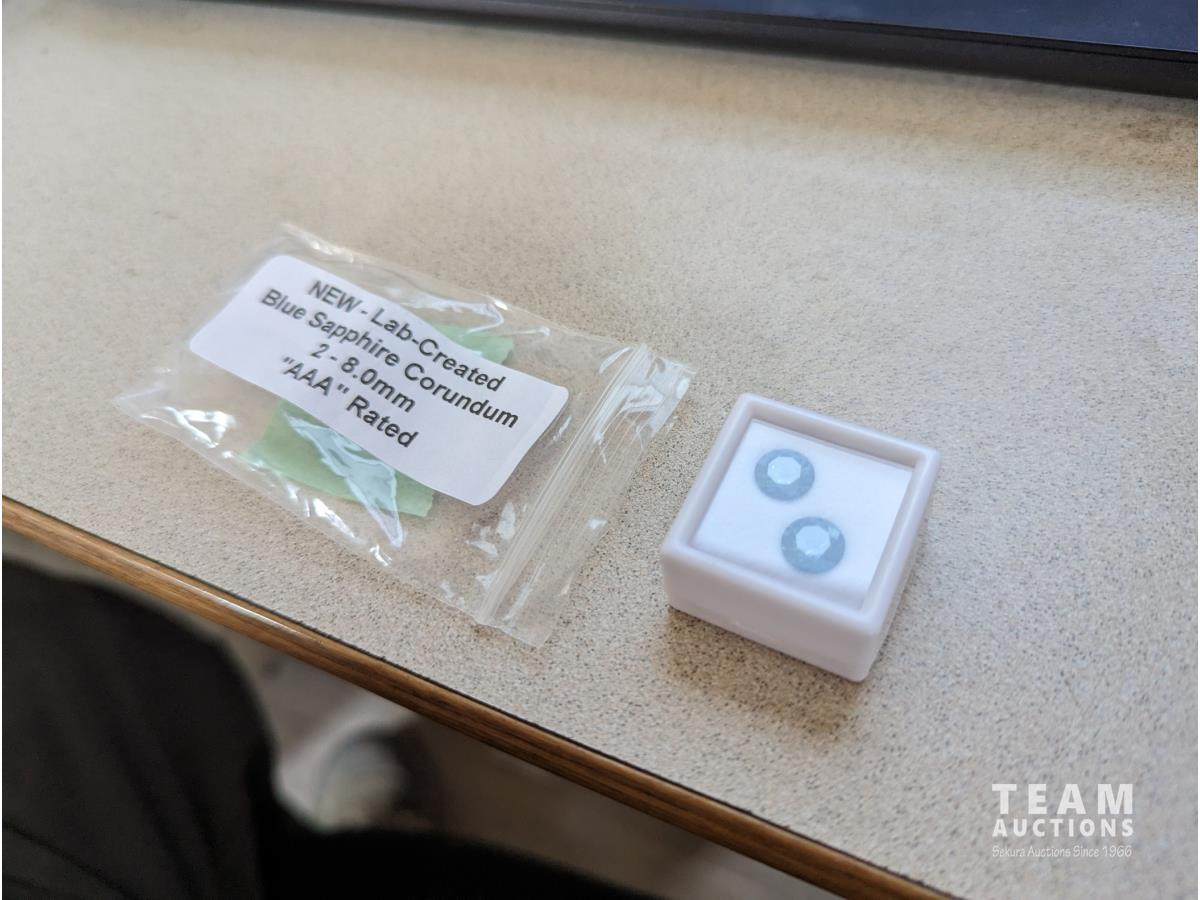 NEW - Lab-Created
Blue Sapphire Corundum
2 - 8.0mm
"AAA" Rated
TEAM
AUCTIONS
Sekura Auctions Since 1966